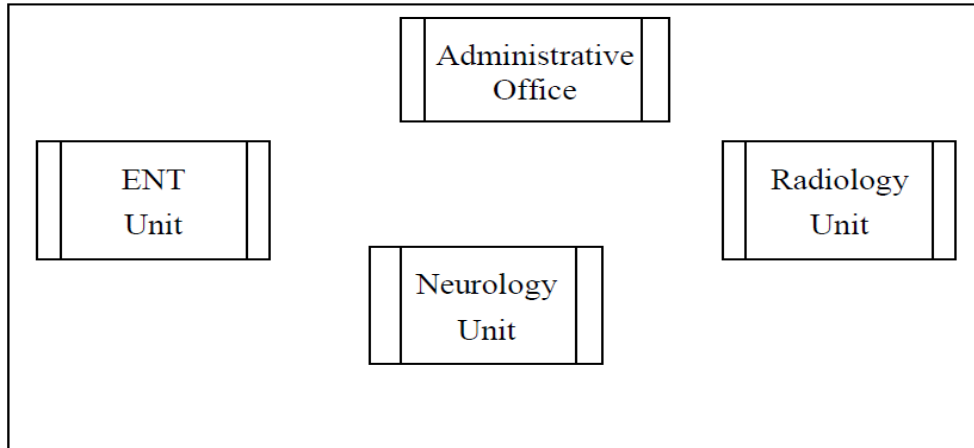 Administrative
Office
ENT
Unit
Radiology
Unit
Neurology
Unit